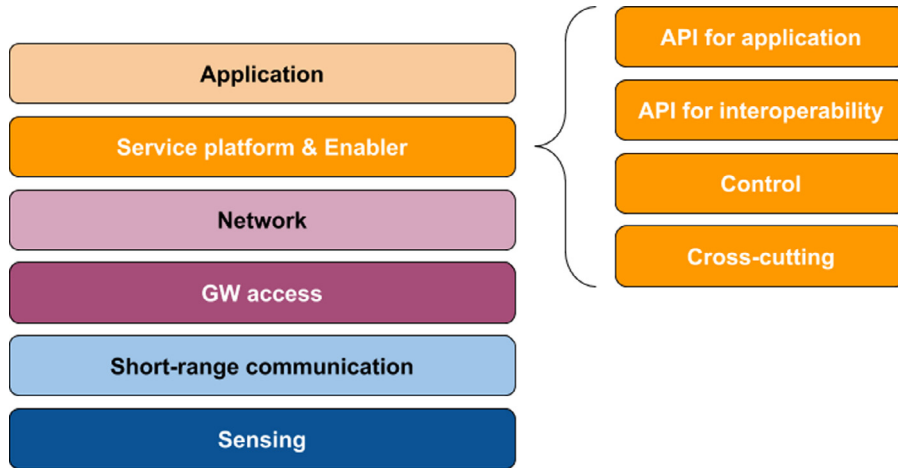 Application
Service platform & Enabler
Network
GW access
Short-range communication
Sensing
API for application
API for interoperability
Control
Cross-cutting